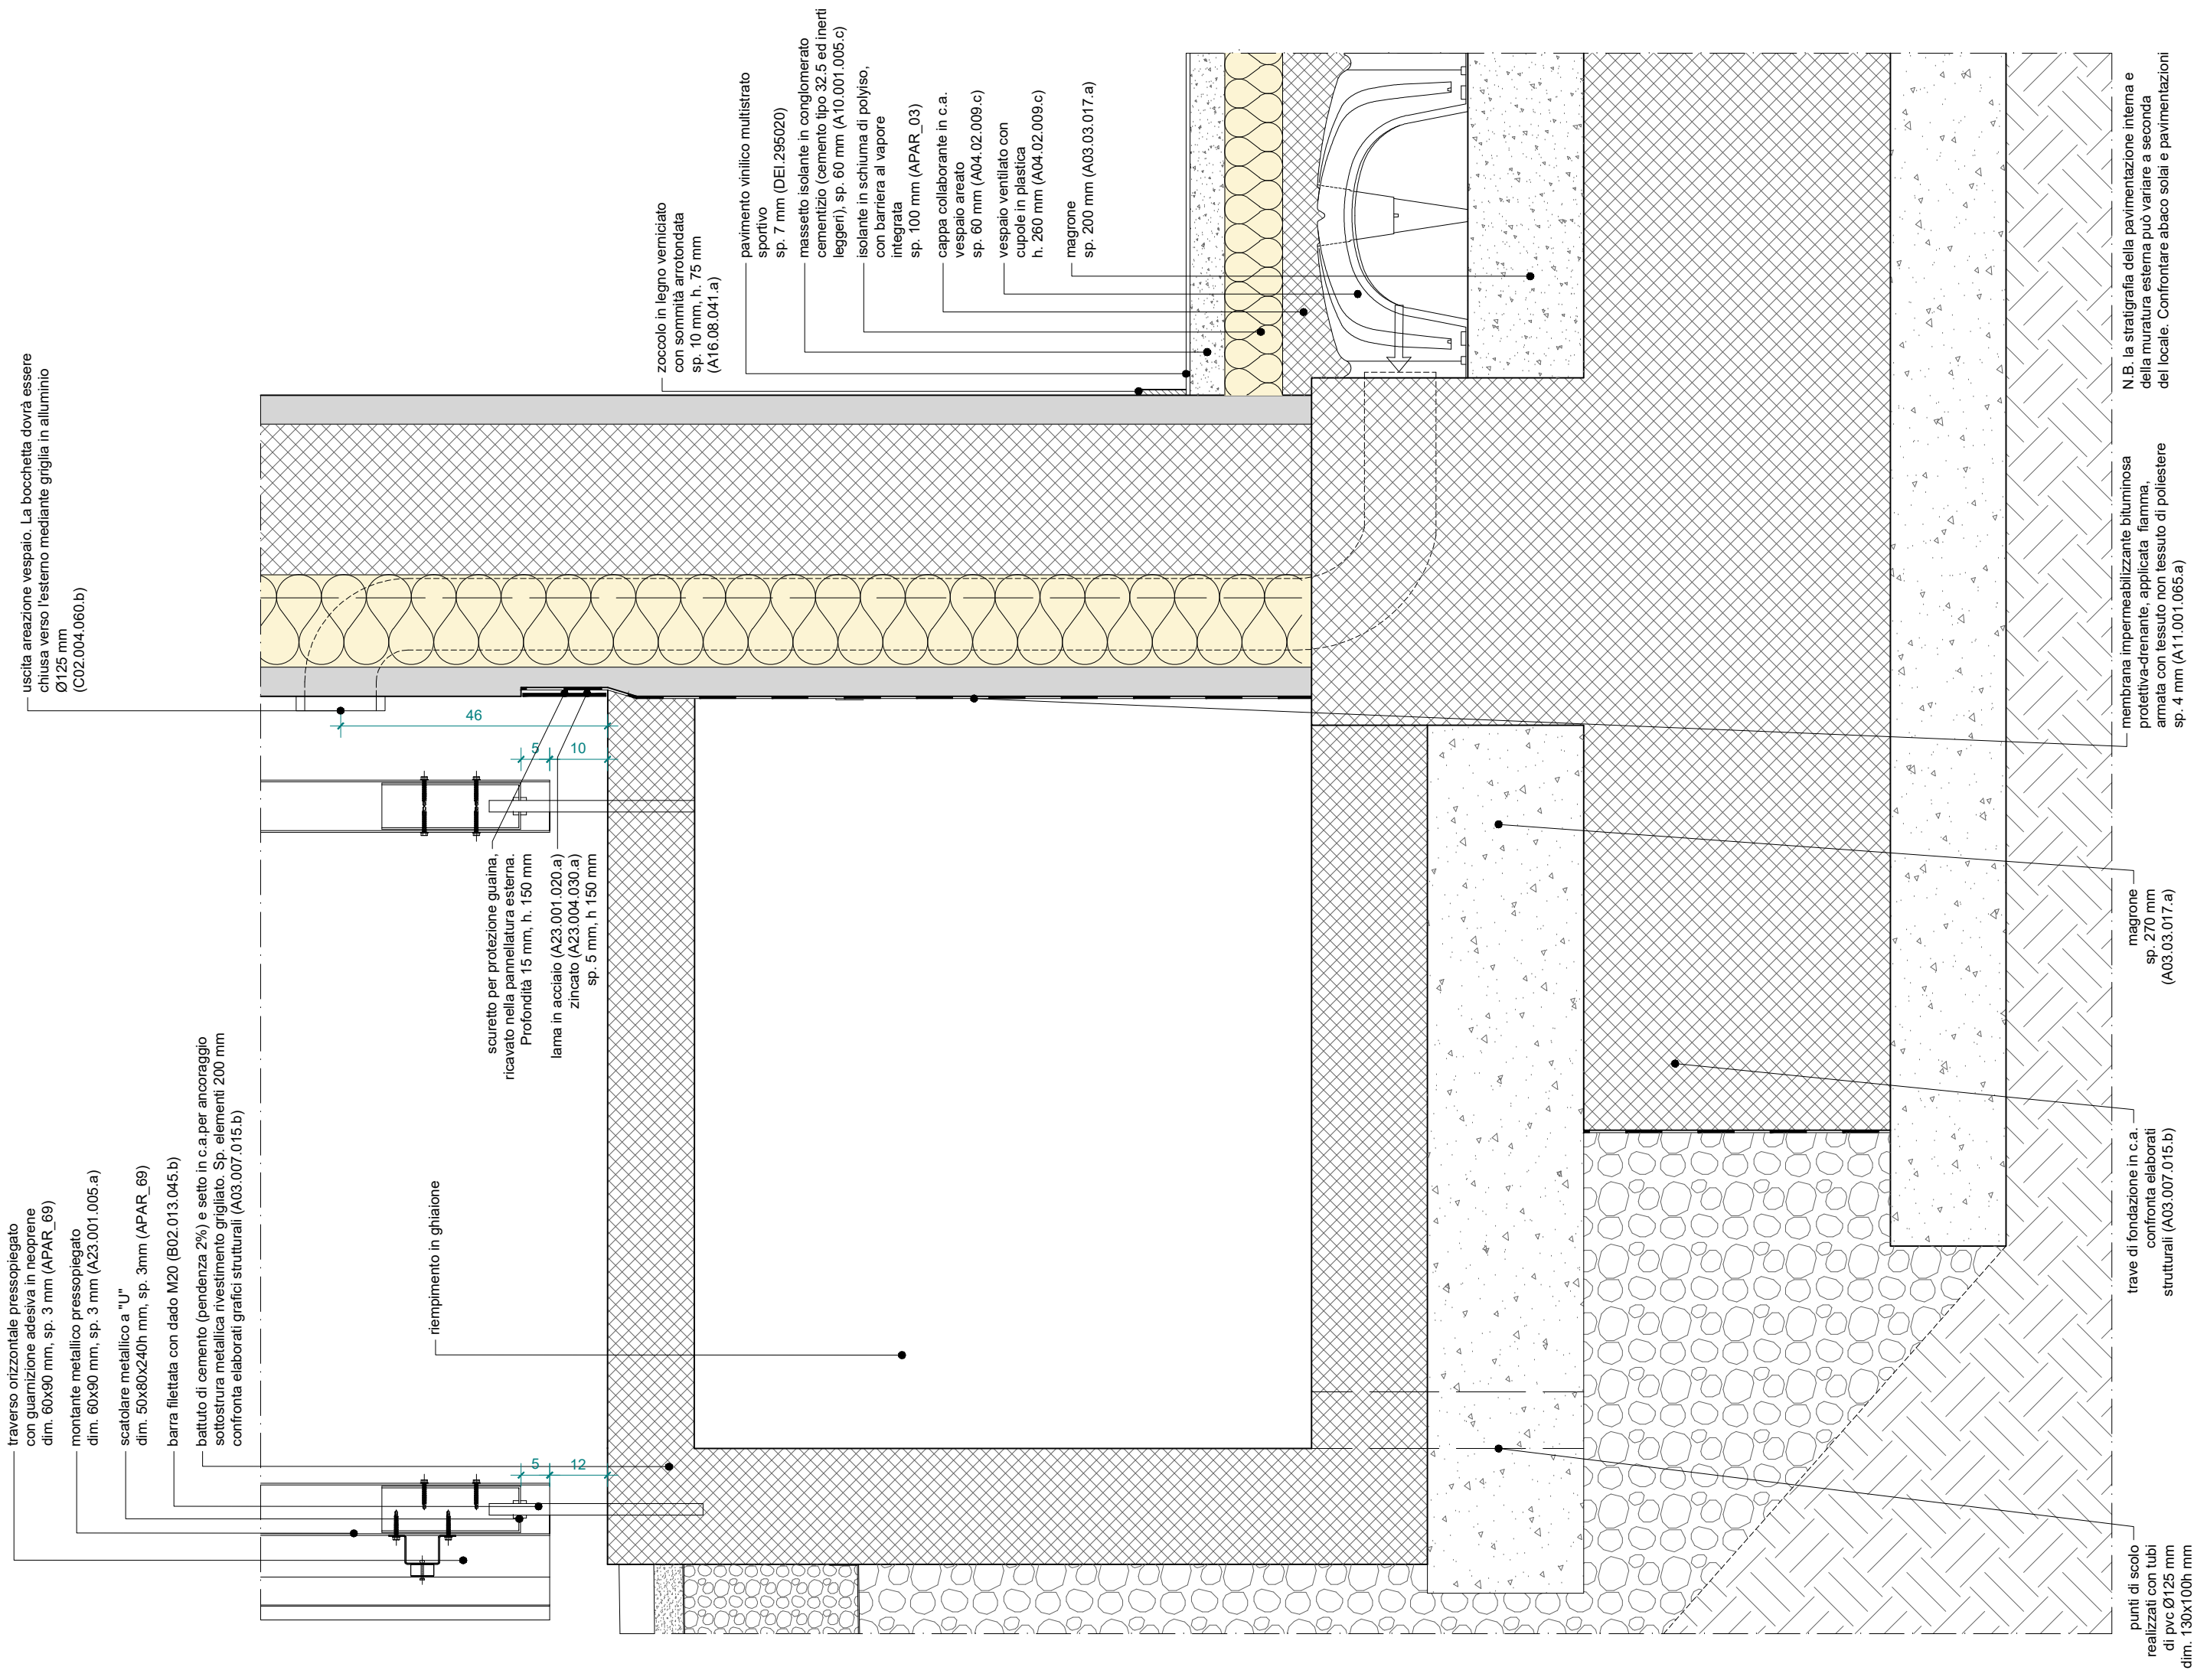 traverso orizzontale pressopiegato
con guarnizione adesiva in neoprene
dim. 60x90 mm, sp. 3 mm (APAR_69)
montante metallico pressopiegato
dim. 60x90 mm, sp. 3 mm (A23.001.005.a)
scatolare metallico a "U"
dim. 50x80x240h mm, sp. 3mm (APAR_69)
barra filettata con dado M20 (B02.013.045.b)
battuto di cemento (pendenza 2%) e setto in c.a.per ancoraggio
sottostrutura metallica rivestimento grigliato. Sp. elementi 200 mm
confronta elaborati grafici strutturali (A03.007.015.b)
riempimento in ghiaione
scuretto per protezione guaina,
ricavato nella pannellatura esterna.
Profondità 15 mm, h. 150 mm
lama in acciaio (A23.001.020.a)
zincato (A23.004.030.a)
sp. 5 mm, h 150 mm
uscita areazione vespaio. La bocchetta dovrà essere
chiusa verso l'esterno mediante griglia in alluminio
Ø125 mm
(C02.004.060.b)
zoccolo in legno verniciato
con sommità arrotondata
sp. 10 mm, h. 75 mm
(A16.08.041.a)
pavimento vinilico multistrato
sportivo
sp. 7 mm (DEI.295020)
massetto isolante in conglomerato
cementizio (cemento tipo 32.5 ed inerti
leggeri), sp. 60 mm (A10.001.005.c)
isolante in schiuma di polyiso,
con barriera al vapore
integrata
sp. 100 mm (APAR_03)
cappa collaborante in c.a.
vespaio areato
sp. 60 mm (A04.02.009.c)
vespaio ventilato con
cupole in plastica
h. 260 mm (A04.02.009.c)
magrone
sp. 200 mm (A03.03.017.a)
5
12
46
5
10
punti di scolo
realizzati con tubi
di pvc Ø125 mm
dim. 130x100h mm
trave di fondazione in c.a.
confronta elaborati
strutturali (A03.007.015.b)
magrone
sp. 270 mm
(A03.03.017.a)
membrana impermeabilizzante bituminosa
protettiva-drenante, applicata fiamma,
armata con tessuto non tessuto di poliestere
sp. 4 mm (A11.001.065.a)
N.B. la stratigrafia della pavimentazione interna e
della muratura esterna può variare a seconda
del locale. Confrontare abaco solai e pavimentazioni